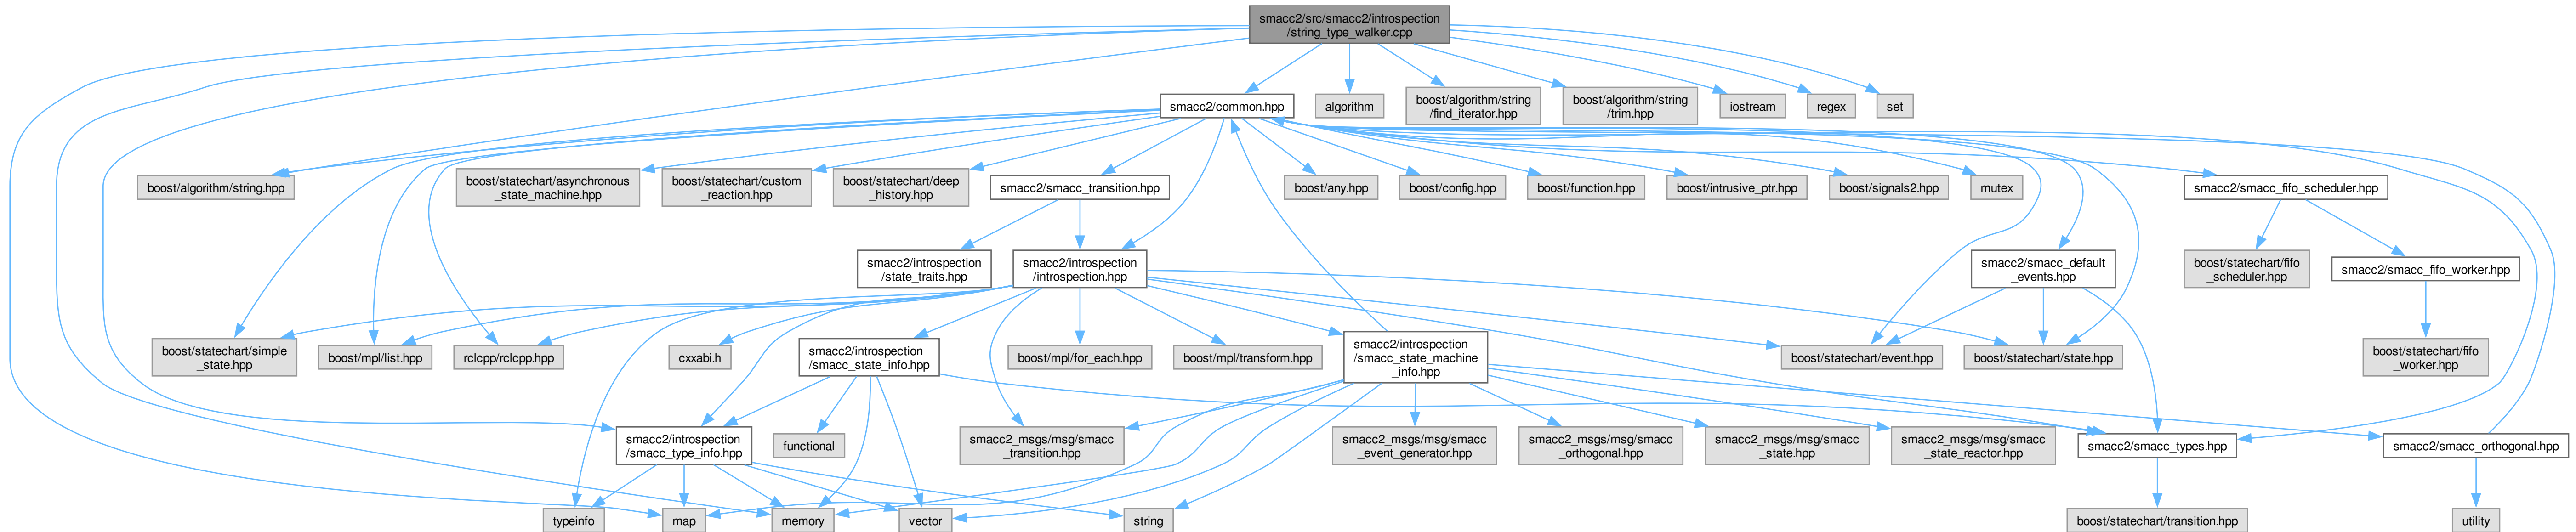 smacc2/src/smacc2/introspection
/string_type_walker.cpp
smacc2/common.hpp
algorithm
boost/algorithm/string
/find_iterator.hpp
boost/algorithm/string
/trim.hpp
iostream
regex
set
boost/algorithm/string.hpp
boost/statechart/asynchronous
_state_machine.hpp
boost/statechart/custom
_reaction.hpp
boost/statechart/deep
_history.hpp
smacc2/smacc_transition.hpp
boost/any.hpp
boost/config.hpp
boost/function.hpp
boost/intrusive_ptr.hpp
boost/signals2.hpp
mutex
smacc2/smacc_fifo_scheduler.hpp
smacc2/introspection
/state_traits.hpp
smacc2/introspection
/introspection.hpp
smacc2/smacc_default
_events.hpp
boost/statechart/fifo
_scheduler.hpp
smacc2/smacc_fifo_worker.hpp
boost/statechart/simple
_state.hpp
boost/mpl/list.hpp
rclcpp/rclcpp.hpp
cxxabi.h
smacc2/introspection
/smacc_state_info.hpp
boost/mpl/for_each.hpp
boost/mpl/transform.hpp
smacc2/introspection
/smacc_state_machine
_info.hpp
boost/statechart/event.hpp
boost/statechart/state.hpp
boost/statechart/fifo
_worker.hpp
smacc2/introspection
/smacc_type_info.hpp
functional
smacc2_msgs/msg/smacc
_transition.hpp
smacc2_msgs/msg/smacc
_event_generator.hpp
smacc2_msgs/msg/smacc
_orthogonal.hpp
smacc2_msgs/msg/smacc
_state.hpp
smacc2_msgs/msg/smacc
_state_reactor.hpp
smacc2/smacc_types.hpp
smacc2/smacc_orthogonal.hpp
typeinfo
map
memory
vector
string
boost/statechart/transition.hpp
utility